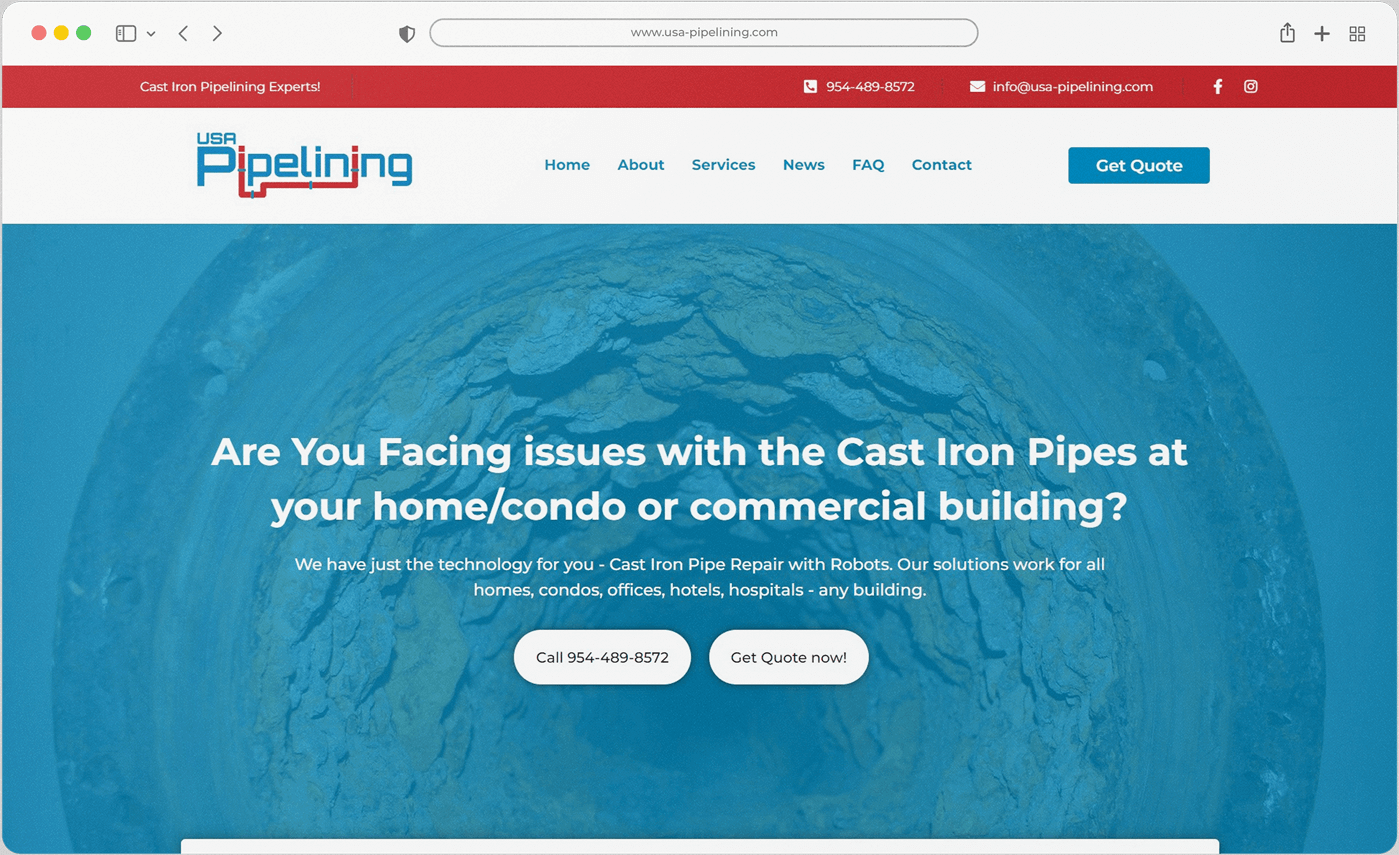 www.usa-pipelining.com
Cast Iron Pipelining Experts!
954-489-8572
info@usa-pipelining.com
USA
Pipelining
Home
About
Services
News
FAQ
Contact
Get Quote
Are You Facing issues with the Cast Iron Pipes at
your home/condo or commercial building?
We have just the technology for you - Cast Iron Pipe Repair with Robots. Our solutions work for all
homes, condos, offices, hotels, hospitals - any building.
Call 954-489-8572
Get Quote now!